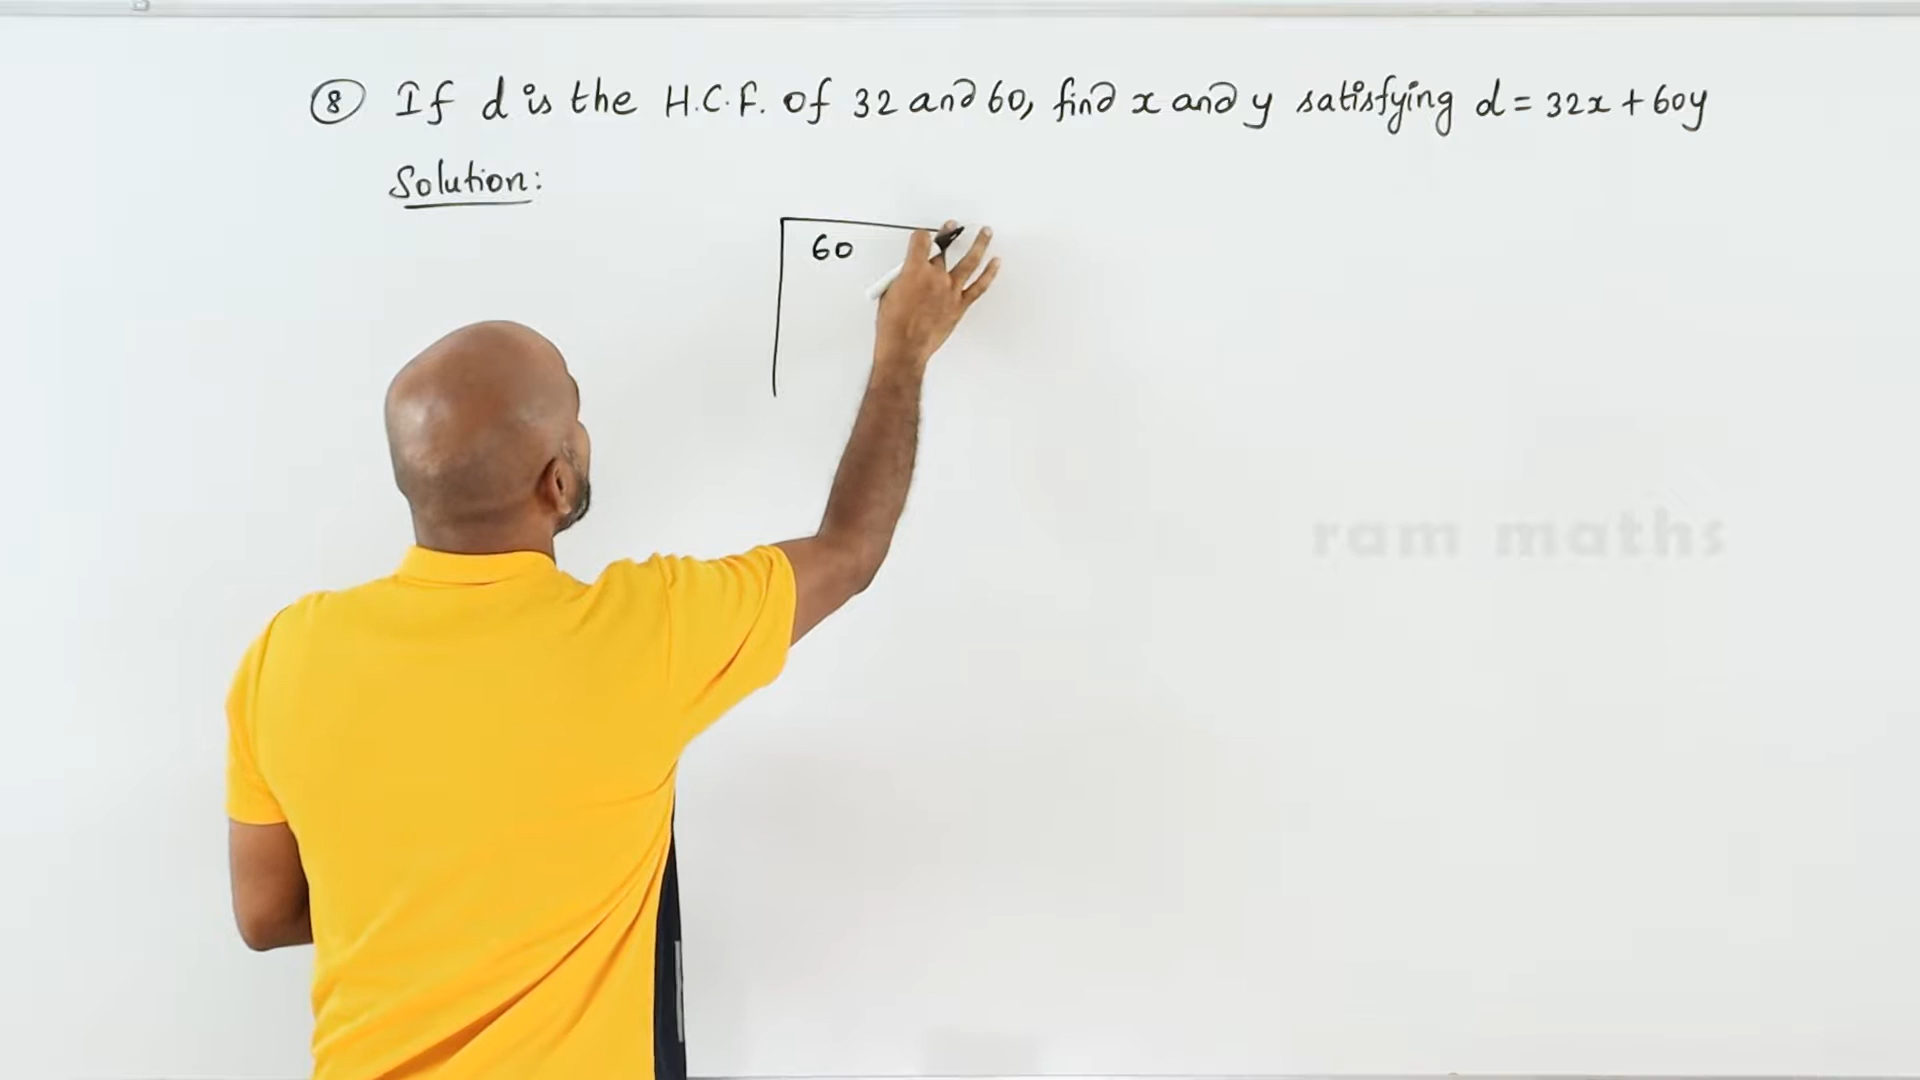 ⑧ If d is the H.C.F. of 32 and 60, find x and y satisfying d = 32x + 60y
Solution:
60
ram maths